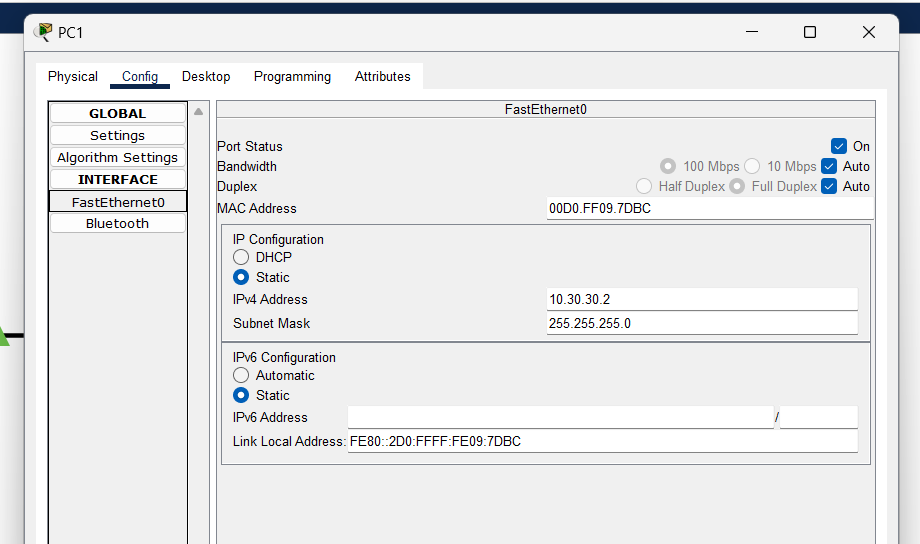 PC1
Physical Config Desktop Programming Attributes
GLOBAL
Settings
Algorithm Settings
INTERFACE
FastEthernet0
Bluetooth
FastEthernet0
Port Status On
Bandwidth 100 Mbps 10 Mbps Auto
Duplex Half Duplex Full Duplex Auto
MAC Address 00D0.FF09.7DBC
IP Configuration
DHCP
Static
IPv4 Address 10.30.30.2
Subnet Mask 255.255.255.0
IPv6 Configuration
Automatic
Static
IPv6 Address /
Link Local Address: FE80::2D0:FFFF:FE09:7DBC